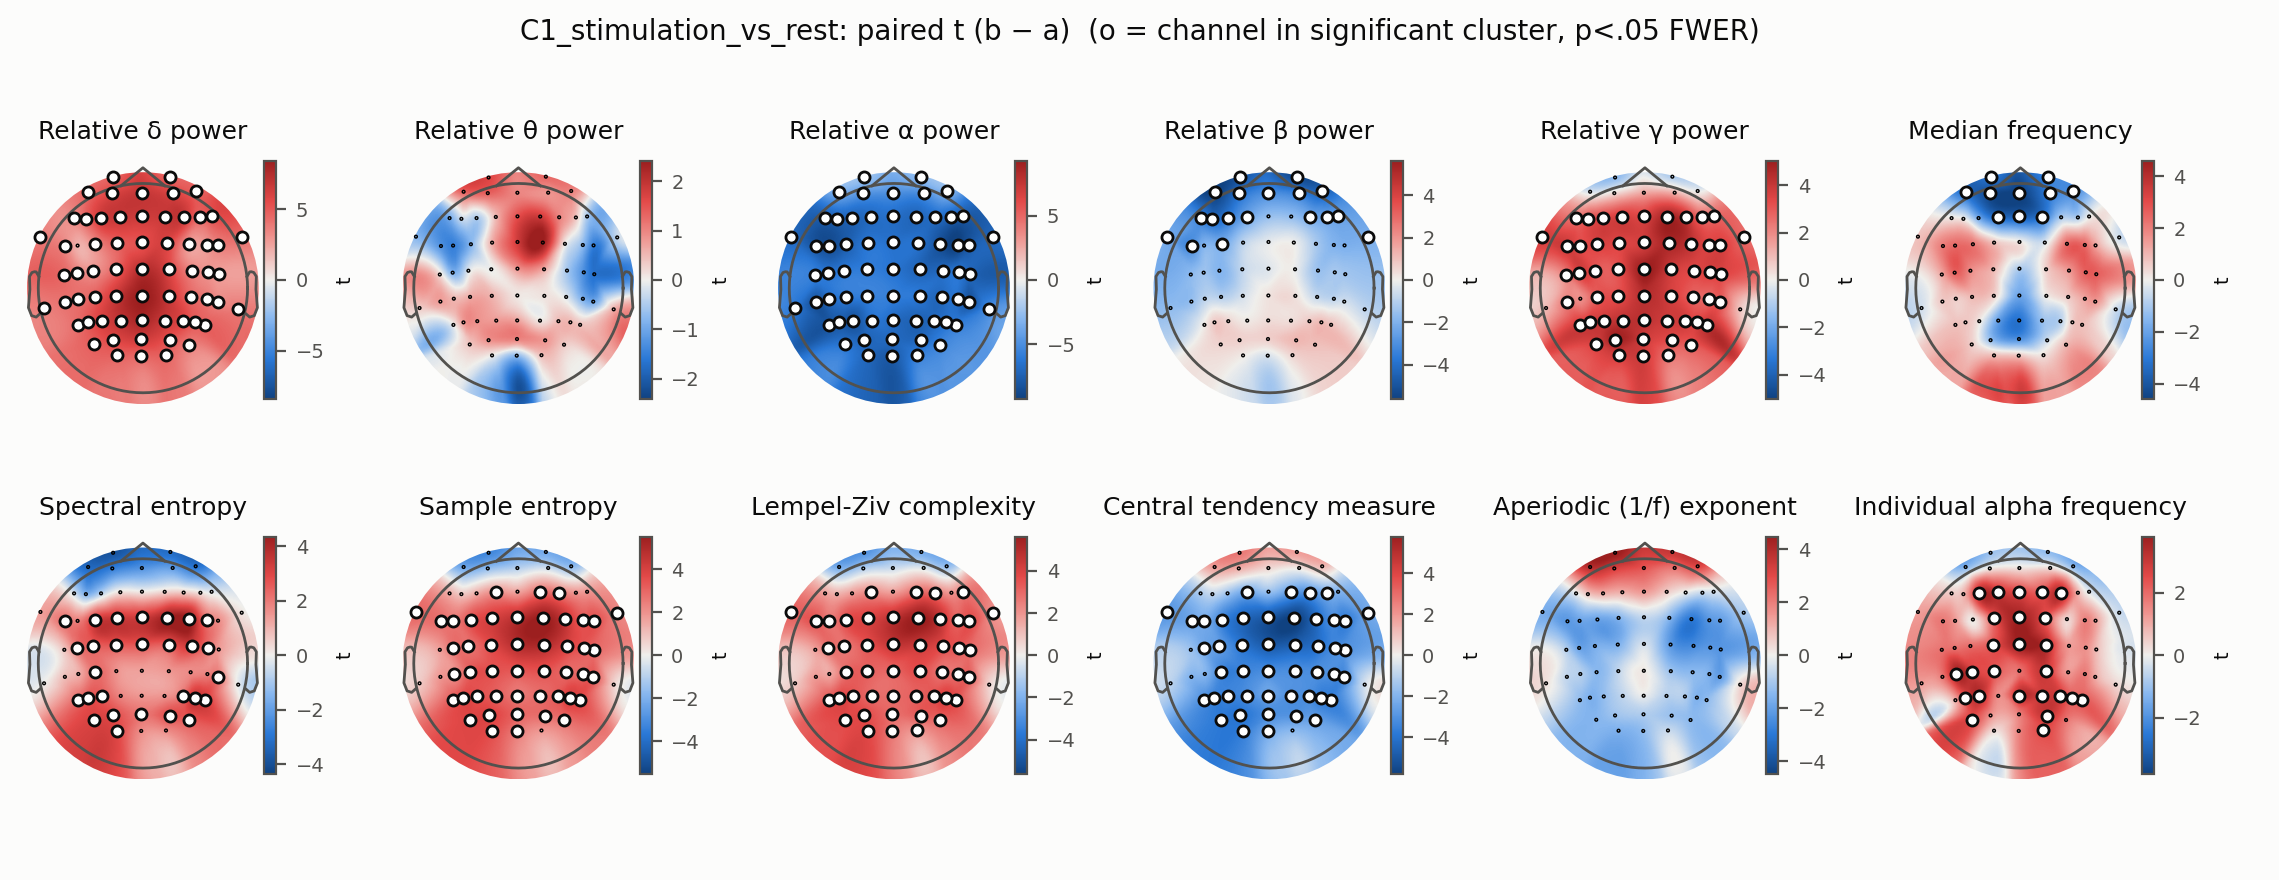 C1_stimulation_vs_rest: paired t (b − a)  (o = channel in significant cluster, p<.05 FWER)
Relative δ power
Relative θ power
Relative α power
Relative β power
Relative γ power
Median frequency
5
0
−5
t
2
1
0
−1
−2
t
5
0
−5
t
4
2
0
−2
−4
t
4
2
0
−2
−4
t
4
2
0
−2
−4
t
Spectral entropy
Sample entropy
Lempel-Ziv complexity
Central tendency measure
Aperiodic (1/f) exponent
Individual alpha frequency
4
2
0
−2
−4
t
4
2
0
−2
−4
t
4
2
0
−2
−4
t
4
2
0
−2
−4
t
4
2
0
−2
−4
t
2
0
−2
t